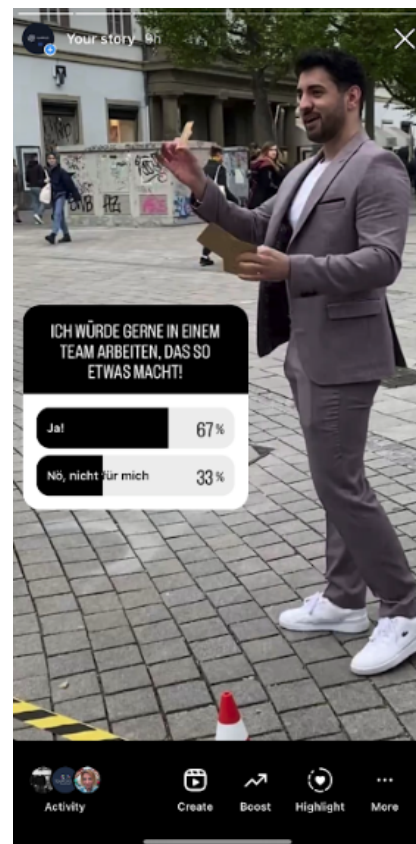 Your story 9h
ICH WÜRDE GERNE IN EINEM
TEAM ARBEITEN, DAS SO
ETWAS MACHT!
Ja! 67%
Nö, nicht für mich 33%
Activity Create Boost Highlight More